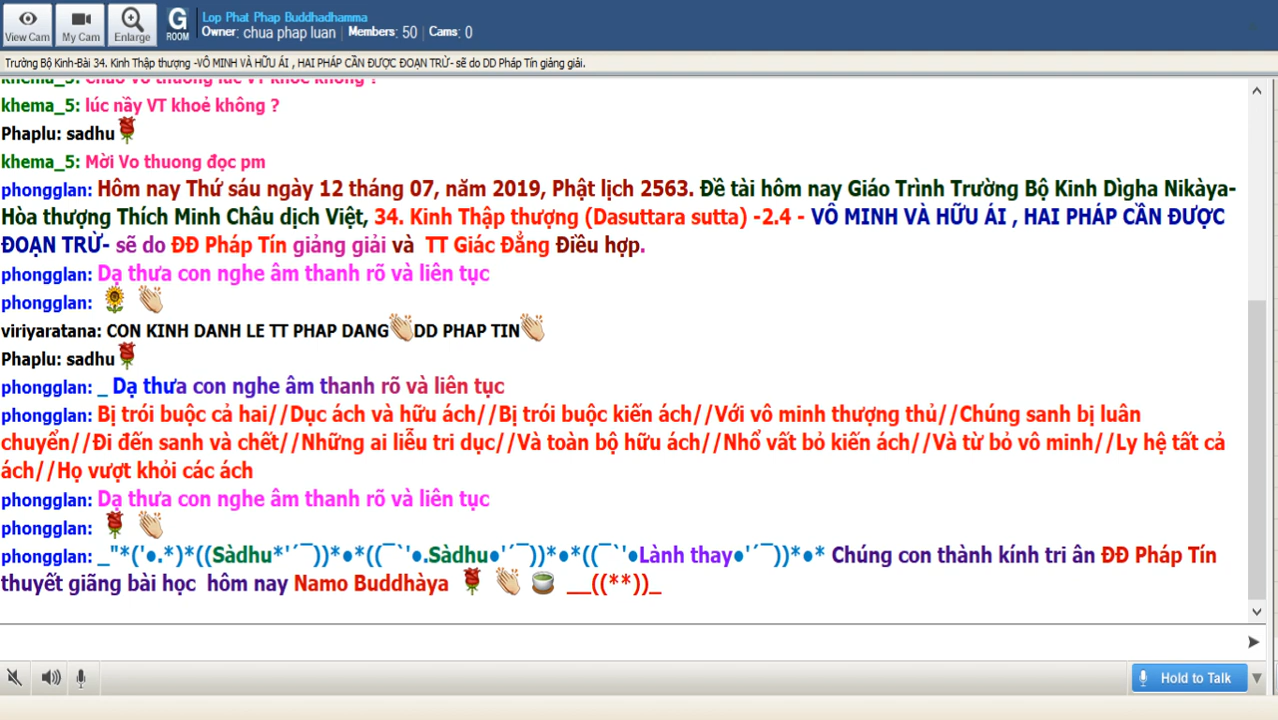 Lop Phat Phap Buddhadhamma
View Cam
My Cam
Enlarge
G ROOM
Owner: chua phap luan | Members: 50 | Cams: 0
Trường Bộ Kinh-Bài 34. Kinh Thập thượng -VÔ MINH VÀ HỮU ÁI , HAI PHÁP CẦN ĐƯỢC ĐOẠN TRỪ- sẽ do DD Pháp Tín giảng giải.
khema_5: Chao Vo thuong lúc VT khoẻ không ?
khema_5: lúc nầy VT khoẻ không ?
Phaplu: sadhu
khema_5: Mời Vo thuong đọc pm
phongglan: Hôm nay Thứ sáu ngày 12 tháng 07, năm 2019, Phật lịch 2563. Đề tài hôm nay Giáo Trình Trường Bộ Kinh Dìgha Nikàya-
Hòa thượng Thích Minh Châu dịch Việt, 34. Kinh Thập thượng (Dasuttara sutta) -2.4 - VÔ MINH VÀ HỮU ÁI , HAI PHÁP CẦN ĐƯỢC
ĐOẠN TRỪ- sẽ do ĐĐ Pháp Tín giảng giải và TT Giác Đẳng Điều hợp.
phongglan: Dạ thưa con nghe âm thanh rõ và liên tục
phongglan:
viriyaratana: CON KINH DANH LE TT PHAP DANG DD PHAP TIN
Phaplu: sadhu
phongglan: _ Dạ thưa con nghe âm thanh rõ và liên tục
phongglan: Bị trói buộc cả hai//Dục ách và hữu ách//Bị trói buộc kiến ách//Với vô minh thượng thủ//Chúng sanh bị luân
chuyển//Đi đến sanh và chết//Những ai liễu tri dục//Và toàn bộ hữu ách//Nhổ vất bỏ kiến ách//Và từ bỏ vô minh//Ly hệ tất cả
ách//Họ vượt khỏi các ách
phongglan: Dạ thưa con nghe âm thanh rõ và liên tục
phongglan:
phongglan: _"*('●.*)*((Sàdhu*'´¯))*●*((¯`'●.Sàdhu●'´¯))*●*((¯`'●Lành thay●'´¯))*●* Chúng con thành kính tri ân ĐĐ Pháp Tín
thuyết giãng bài học hôm nay Namo Buddhàya __((**))_
Hold to Talk